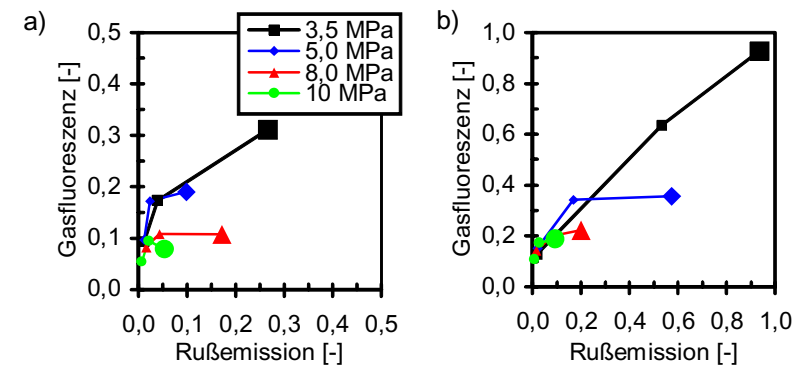 a)
0,5
0,4
0,3
0,2
0,1
0,0
Gasfluoreszenz [-]
3,5 MPa
5,0 MPa
8,0 MPa
10 MPa
0,0 0,1 0,2 0,3 0,4 0,5
Rußemission [-]
b)
1,0
0,8
0,6
0,4
0,2
0,0
Gasfluoreszenz [-]
0,0 0,2 0,4 0,6 0,8 1,0
Rußemission [-]